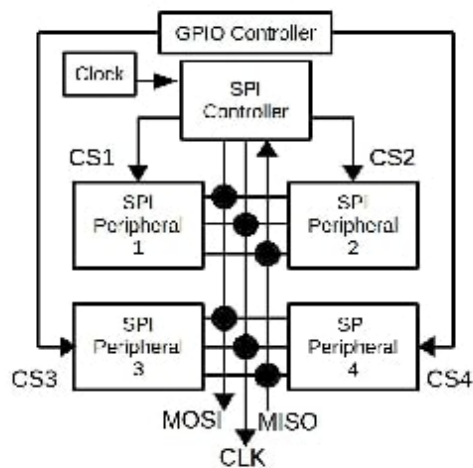 GPIO Controller
Clock
SPI
Controller
CS1
CS2
SPI
Peripheral
1
SPI
Peripheral
2
SPI
Peripheral
3
SP
Peripheral
4
CS3
CS4
MOSI
MISO
CLK